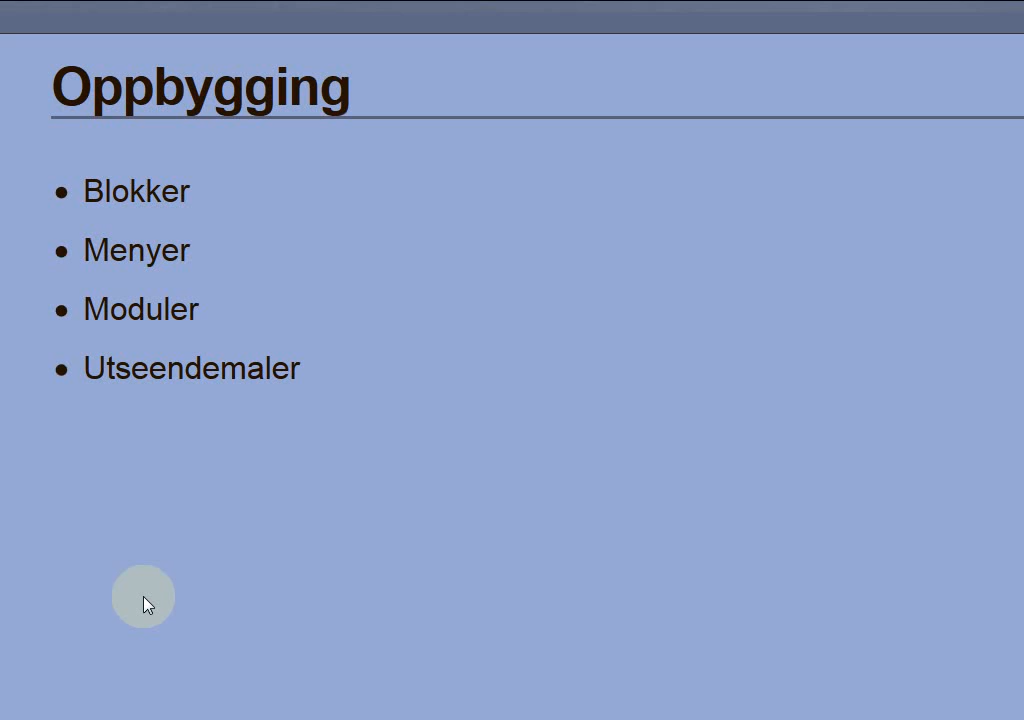 Oppbygging
• Blokker
• Menyer
• Moduler
• Utseendemaler